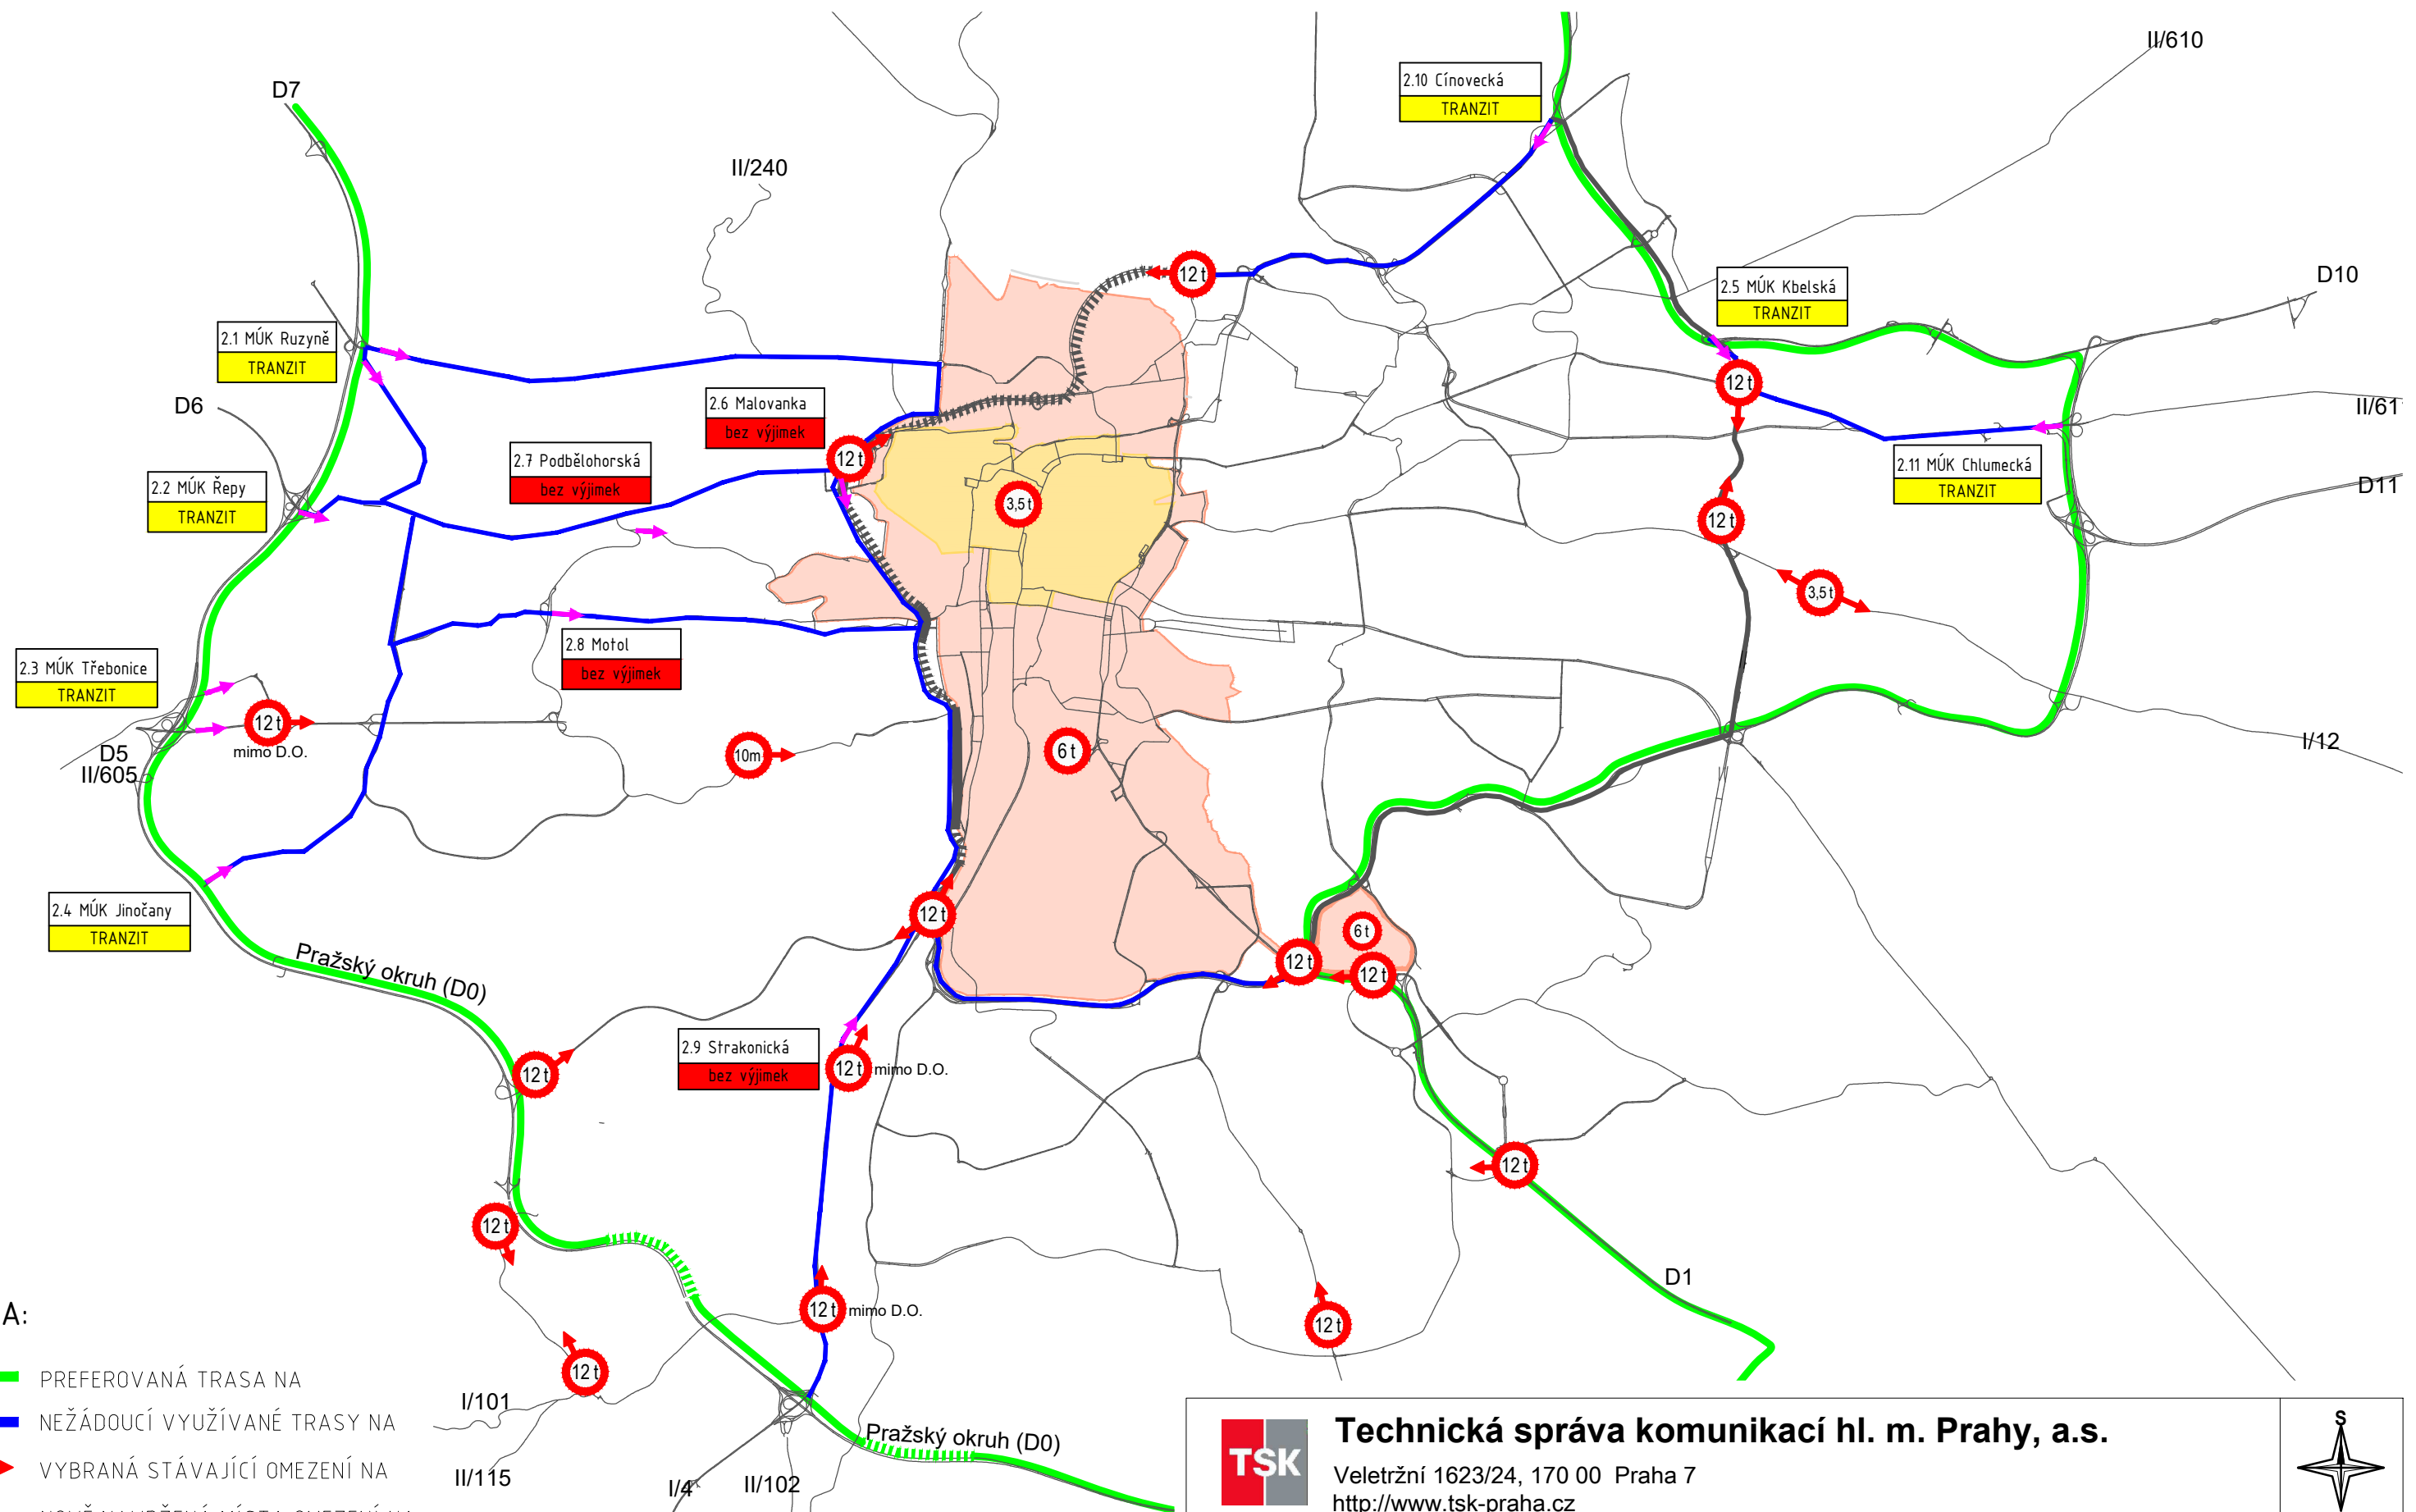 II/610
D7
2.10 Cínovecká
TRANZIT
II/240
12 t
2.5 MÚK Kbelská
TRANZIT
D10
2.1 MÚK Ruzyně
TRANZIT
12 t
D6
2.6 Malovanka
bez výjimek
II/61
2.7 Podbělohorská
bez výjimek
12 t
2.11 MÚK Chlumecká
TRANZIT
2.2 MÚK Řepy
TRANZIT
3,5 t
12 t
D11
3,5 t
2.8 Motol
bez výjimek
2.3 MÚK Třebonice
TRANZIT
12 t
mimo D.O.
10m
6 t
D5
II/605
I/12
2.4 MÚK Jinočany
TRANZIT
12 t
6 t
12 t
12 t
Pražský okruh (D0)
2.9 Strakonická
bez výjimek
12 t
12 t
mimo D.O.
12 t
12 t
D1
12 t
mimo D.O.
12 t
12 t
A:
PREFEROVANÁ TRASA NA
NEŽÁDOUCÍ VYUŽÍVANÉ TRASY NA
VYBRANÁ STÁVAJÍCÍ OMEZENÍ NA
I/101
II/115
I/4
II/102
Pražský okruh (D0)
TSK
Technická správa komunikací hl. m. Prahy, a.s.
Veletržní 1623/24, 170 00 Praha 7
http://www.tsk-praha.cz
S